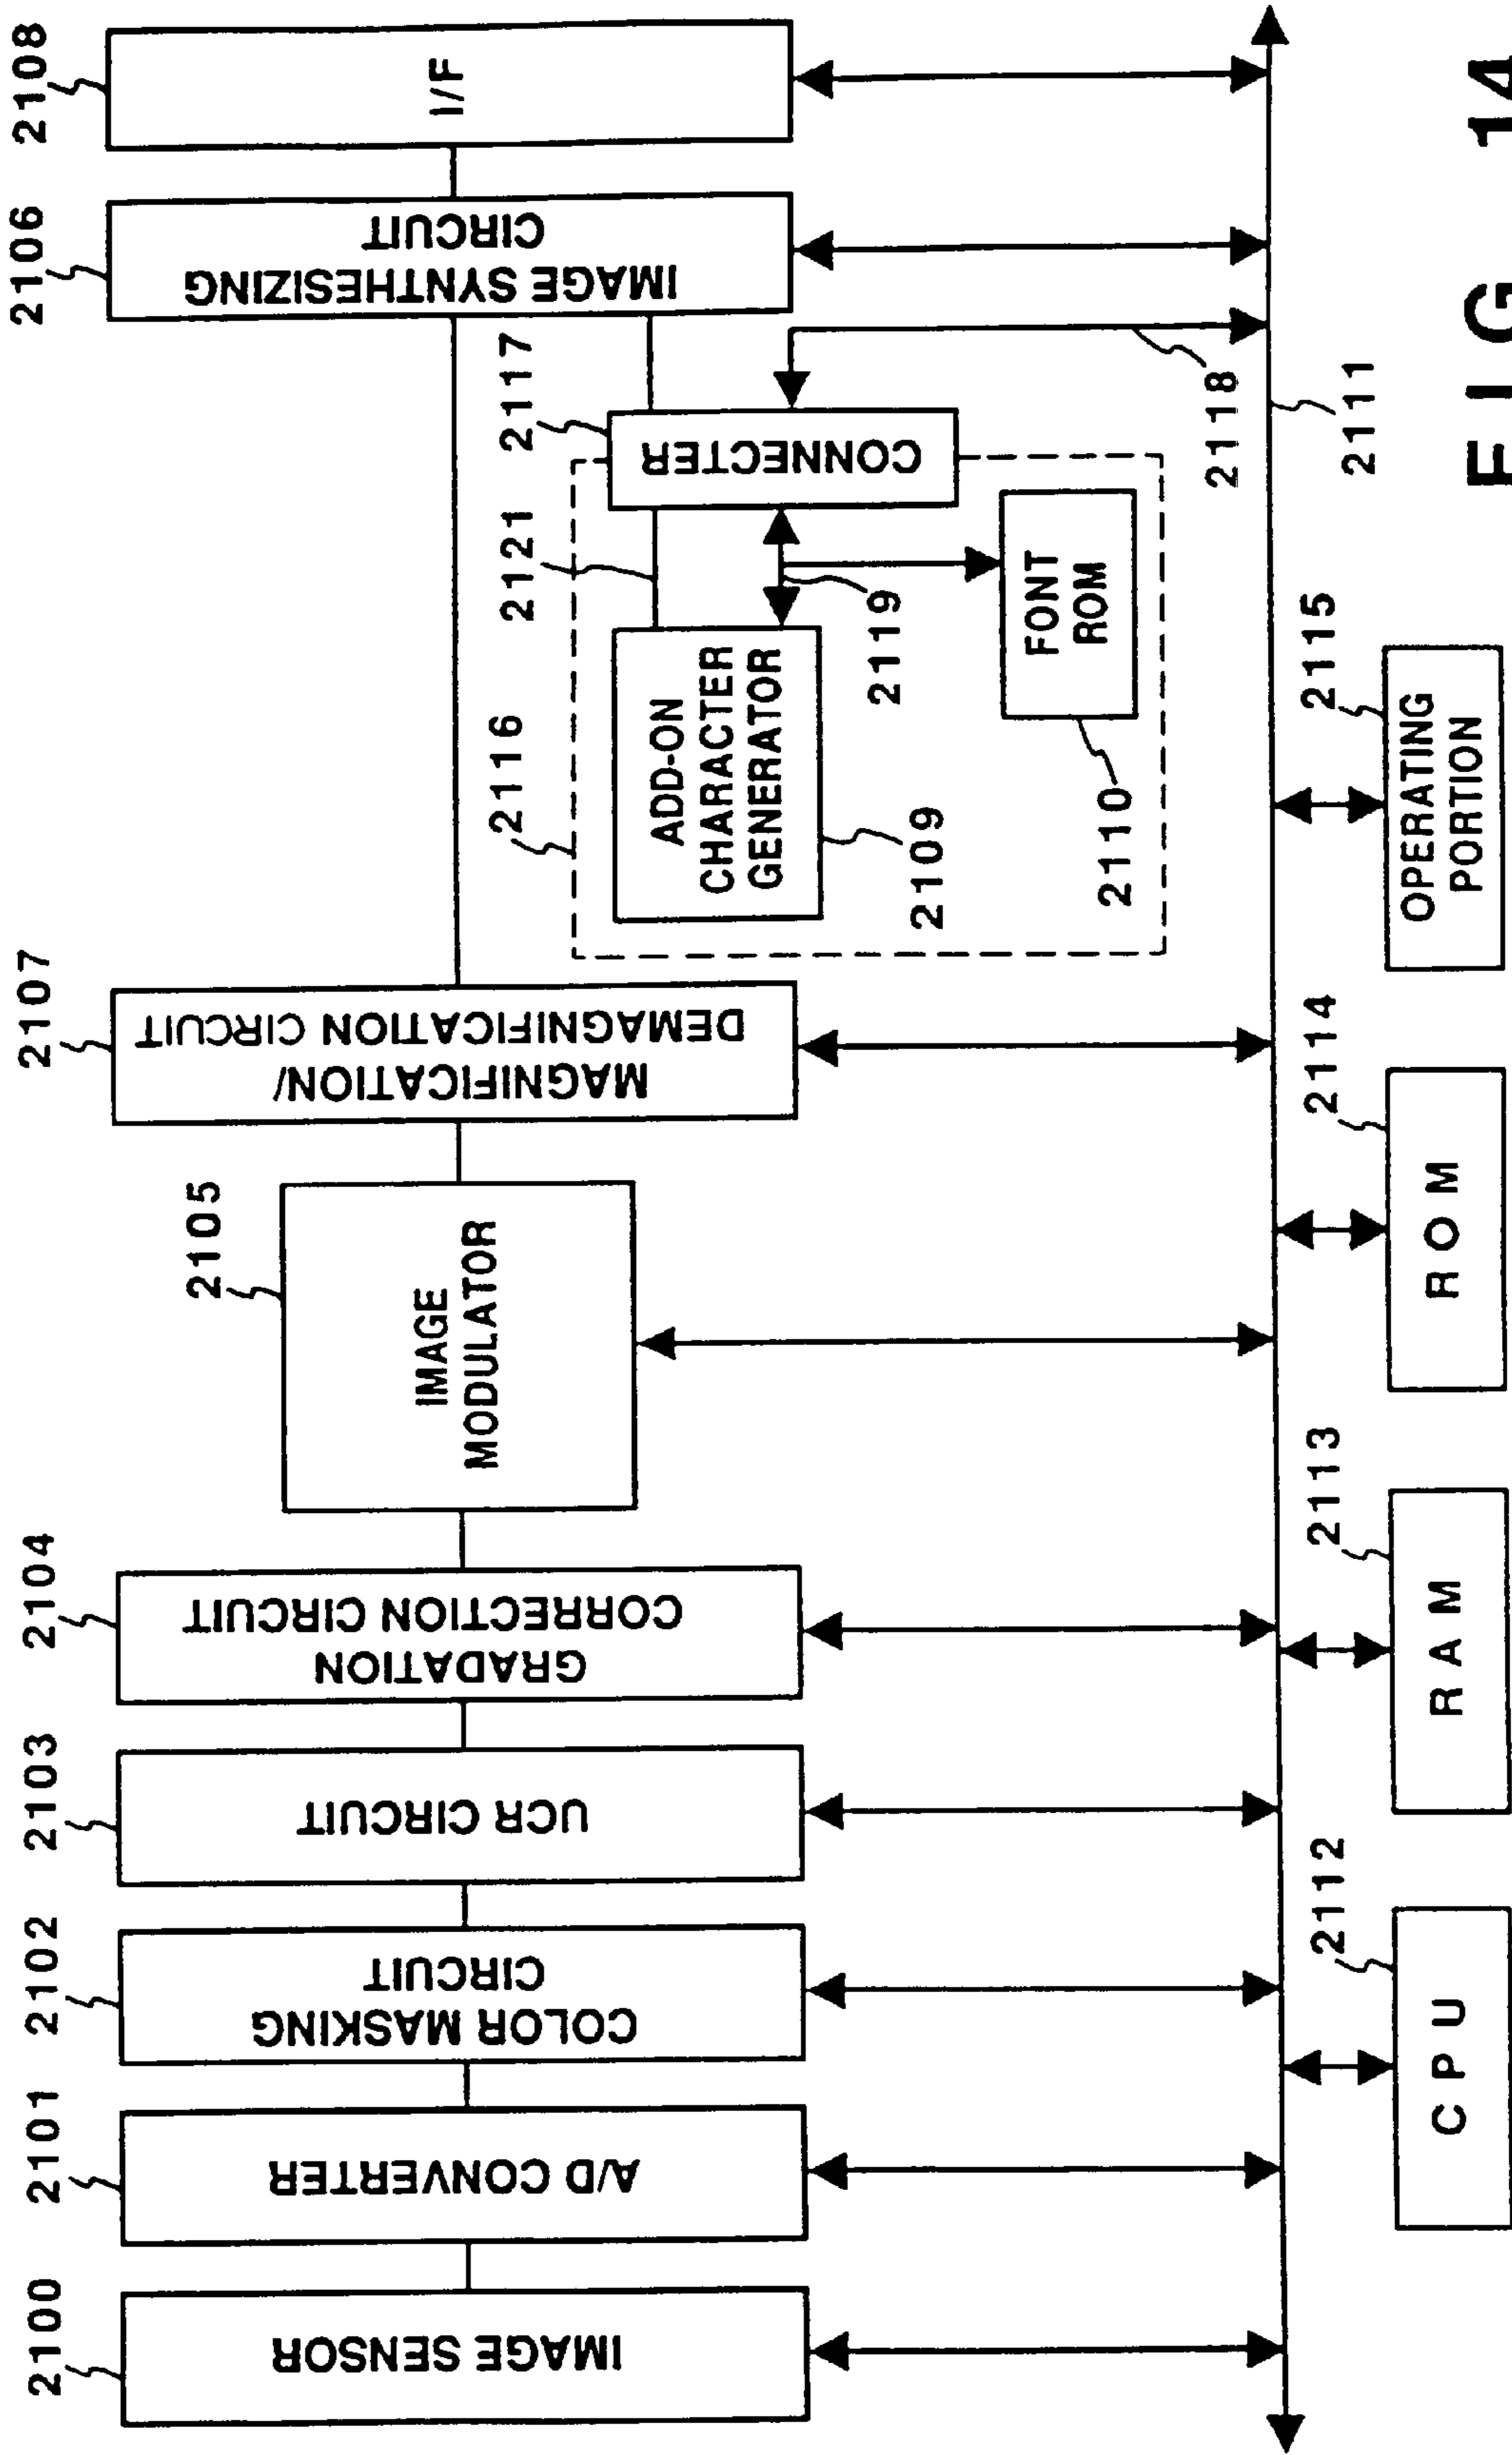 2100
2101
2102
2103
2104
2105
2107
2106
2108
IMAGE SENSOR
A/D CONVERTER
COLOR MASKING
CIRCUIT
UCR CIRCUIT
GRADATION
CORRECTION CIRCUIT
IMAGE
MODULATOR
MAGNIFICATION/
DEMAGNIFICATION CIRCUIT
IMAGE SYNTHESIZING
CIRCUIT
I/F
2116
2121
2117
ADD-ON
CHARACTER
GENERATOR
CONNECTER
2119
2109
FONT
ROM
2110
2118
2111
2112
2113
2114
2115
CPU
RAM
ROM
OPERATING
PORTION
FIG 14